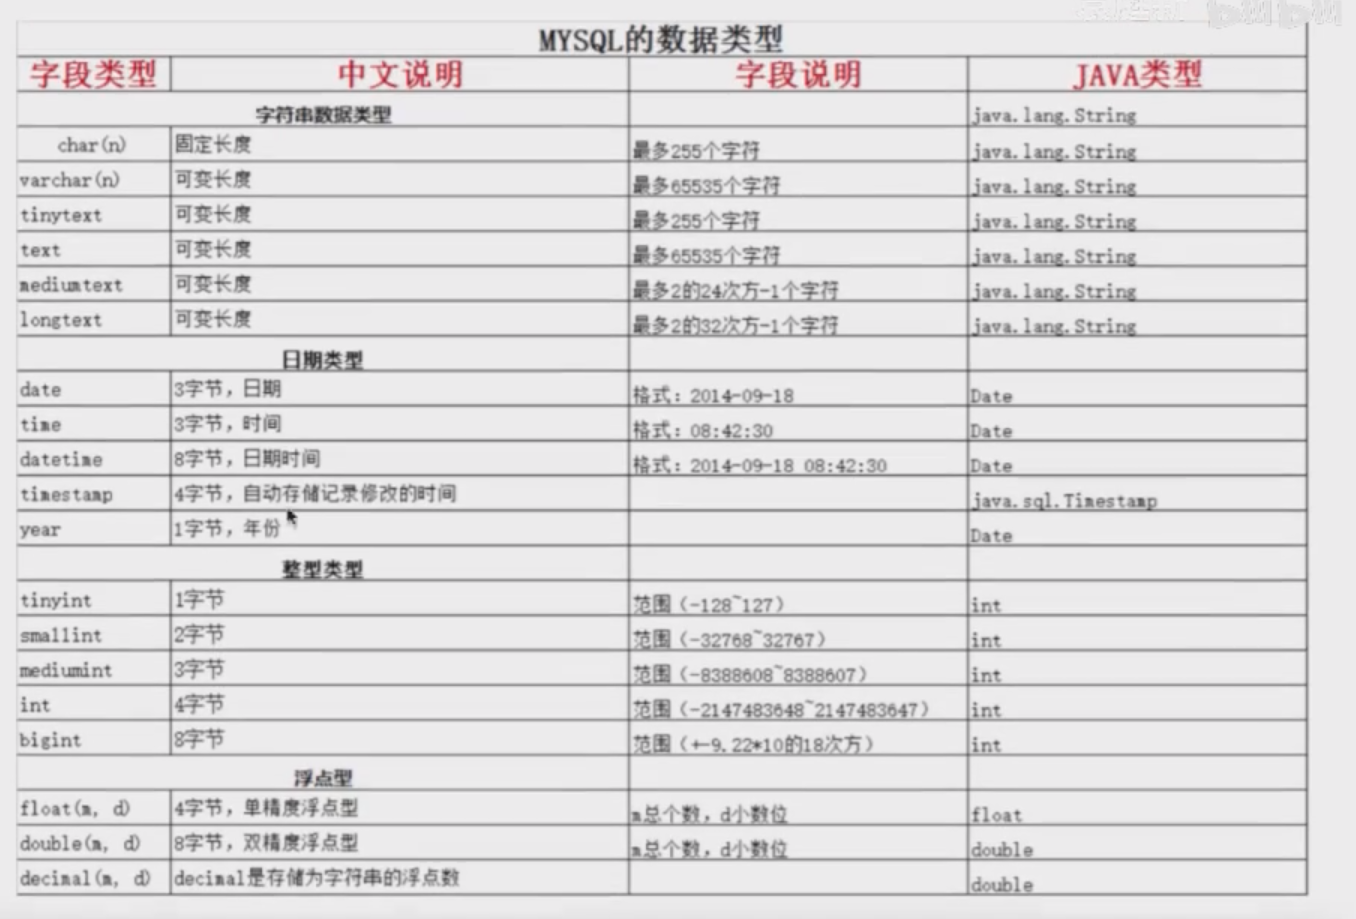 MYSQL的数据类型
字段类型 中文说明 字段说明 JAVA类型
字符串数据类型 java.lang.String
char(n) 固定长度 最多255个字符 java.lang.String
varchar(n) 可变长度 最多65535个字符 java.lang.String
tinytext 可变长度 最多255个字符 java.lang.String
text 可变长度 最多65535个字符 java.lang.String
mediumtext 可变长度 最多2的24次方-1个字符 java.lang.String
longtext 可变长度 最多2的32次方-1个字符 java.lang.String
日期类型
date 3字节，日期 格式：2014-09-18 Date
time 3字节，时间 格式：08:42:30 Date
datetime 8字节，日期时间 格式：2014-09-18 08:42:30 Date
timestamp 4字节，自动存储记录修改的时间 java.sql.Timestamp
year 1字节，年份 Date
整型类型
tinyint 1字节 范围（-128~127） int
smallint 2字节 范围（-32768~32767） int
mediumint 3字节 范围（-8388608~8388607） int
int 4字节 范围（-2147483648~2147483647） int
bigint 8字节 范围（+-9.22*10的18次方） int
浮点型
float(m, d) 4字节，单精度浮点型 m总个数，d小数位 float
double(m, d) 8字节，双精度浮点型 m总个数，d小数位 double
decimal(m, d) decimal是存储为字符串的浮点数 double